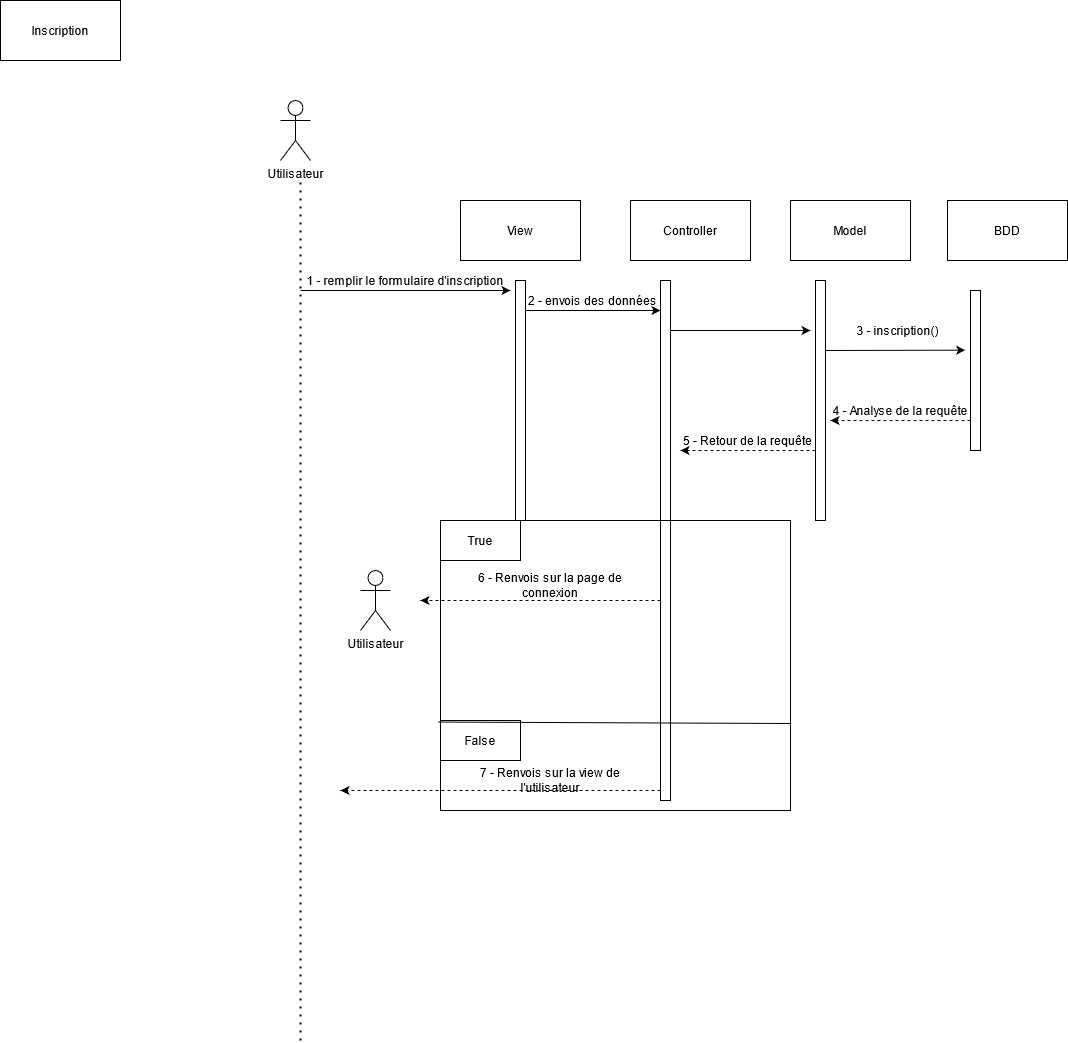 Inscription
Utilisateur
View
Controller
Model
BDD
1 - remplir le formulaire d'inscription
2 - envois des données
3 - inscription()
4 - Analyse de la requête
5 - Retour de la requête
True
6 - Renvois sur la page de
connexion
Utilisateur
False
7 - Renvois sur la view de
l'utilisateur